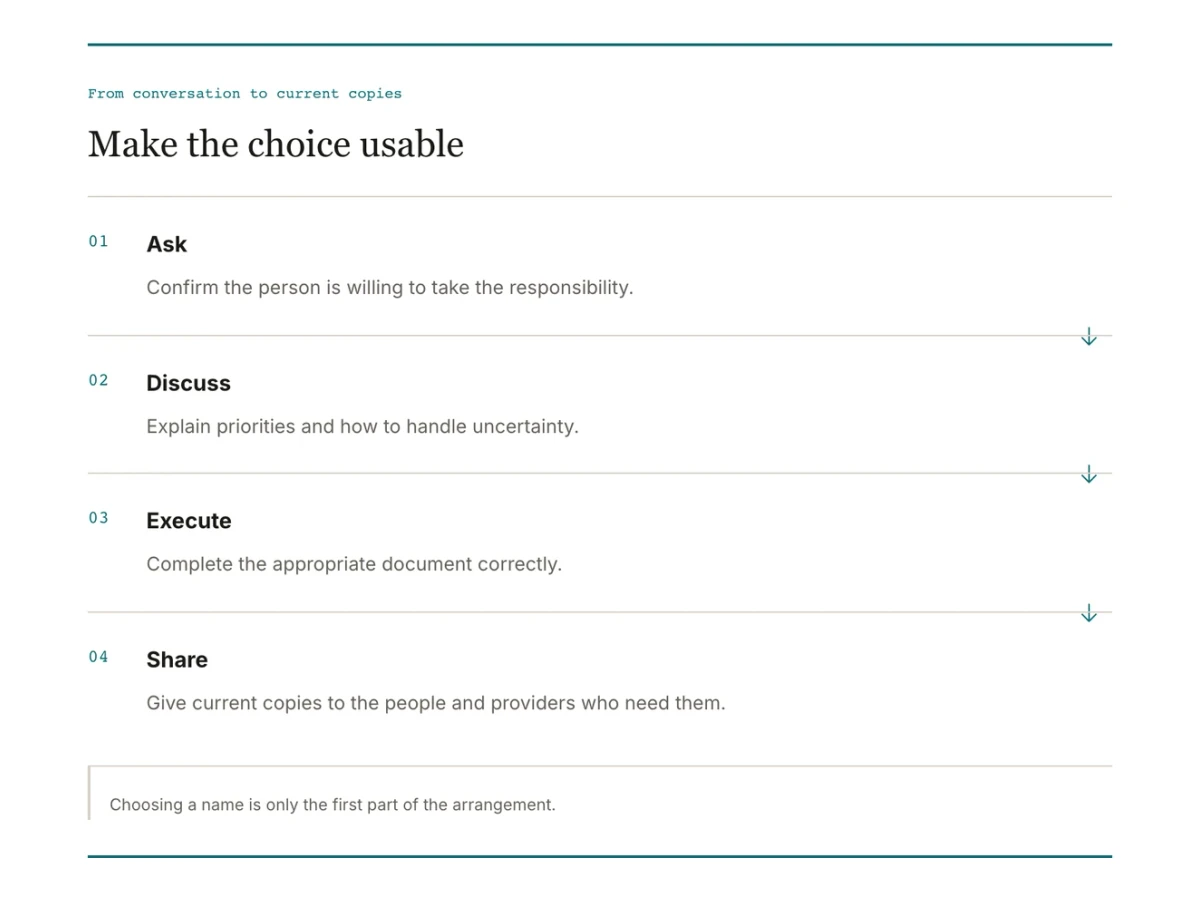 From conversation to current copies
Make the choice usable
01
Ask
Confirm the person is willing to take the responsibility.
02
Discuss
Explain priorities and how to handle uncertainty.
03
Execute
Complete the appropriate document correctly.
04
Share
Give current copies to the people and providers who need them.
Choosing a name is only the first part of the arrangement.